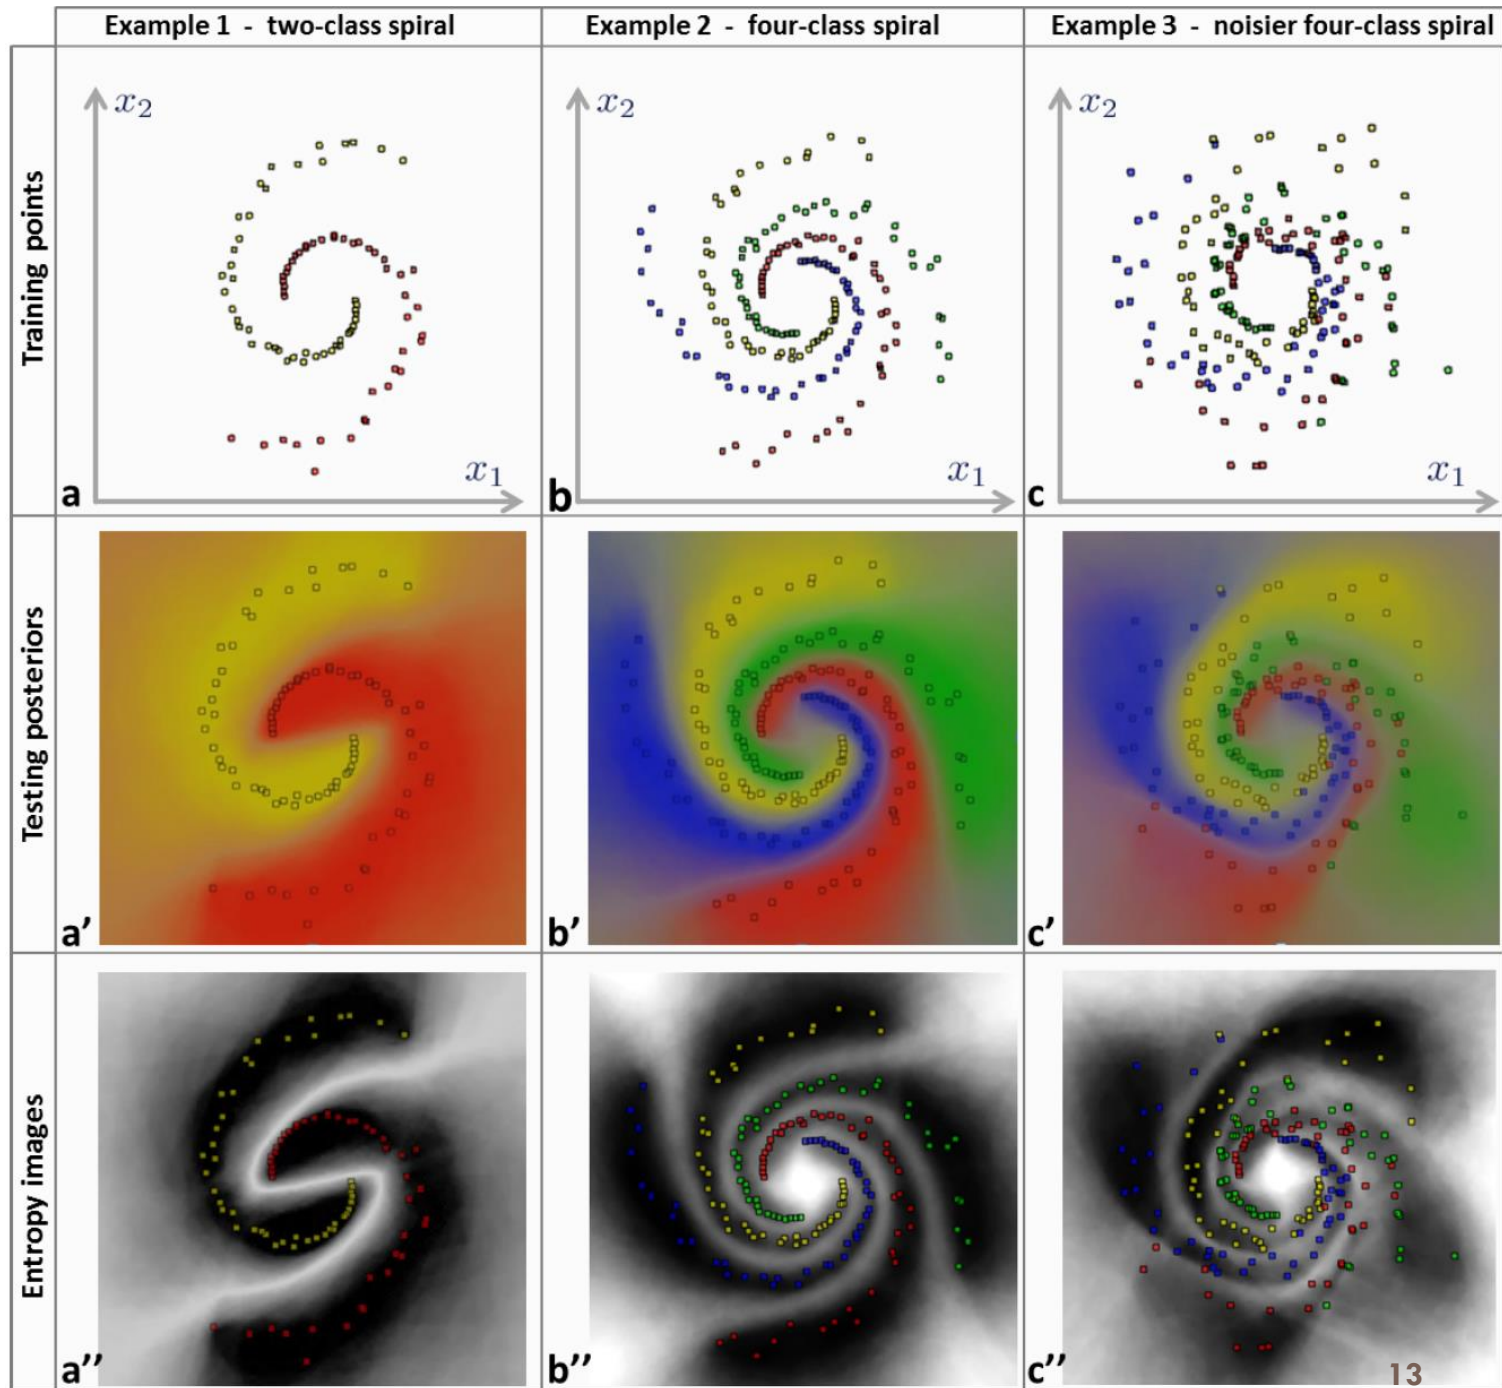 Example 1 - two-class spiral
Example 2 - four-class spiral
Example 3 - noisier four-class spiral
Training points
x₂
x₁
a
x₂
x₁
b
x₂
x₁
c
Testing posteriors
a′
b′
c′
Entropy images
a′′
b′′
c′′
13